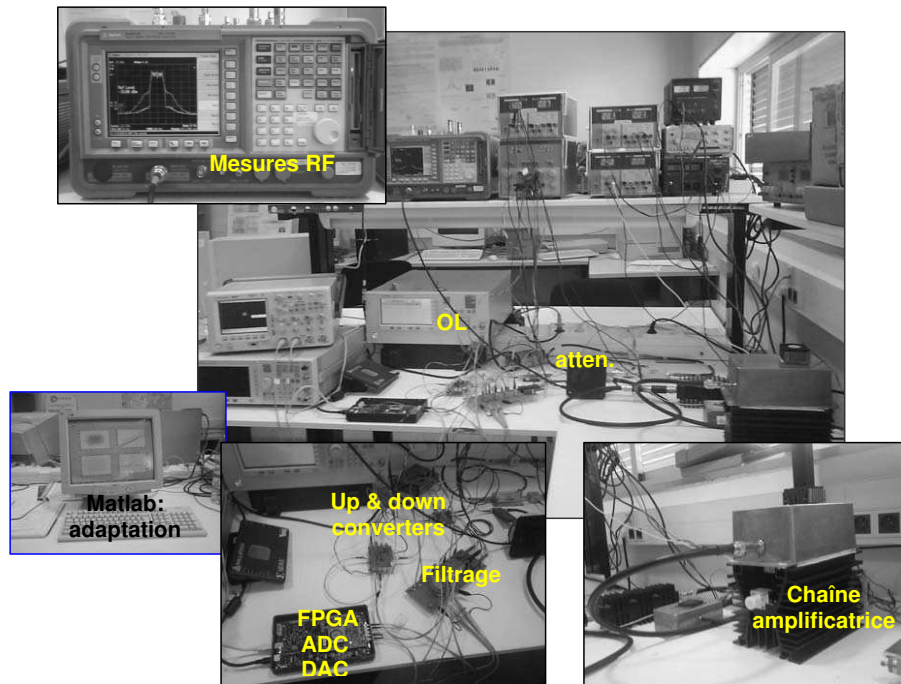 Mesures RF
OL
atten.
Matlab:
adaptation
Up & down
converters
Filtrage
FPGA
ADC
DAC
Chaîne
amplificatrice